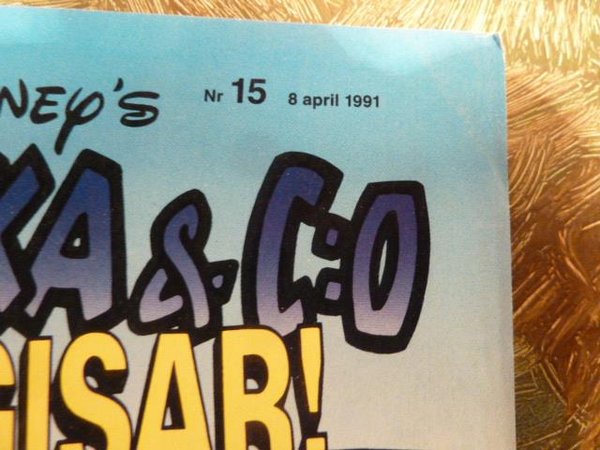 NEY'S Nr 15 8 april 1991
KA & C:O
GISAR!